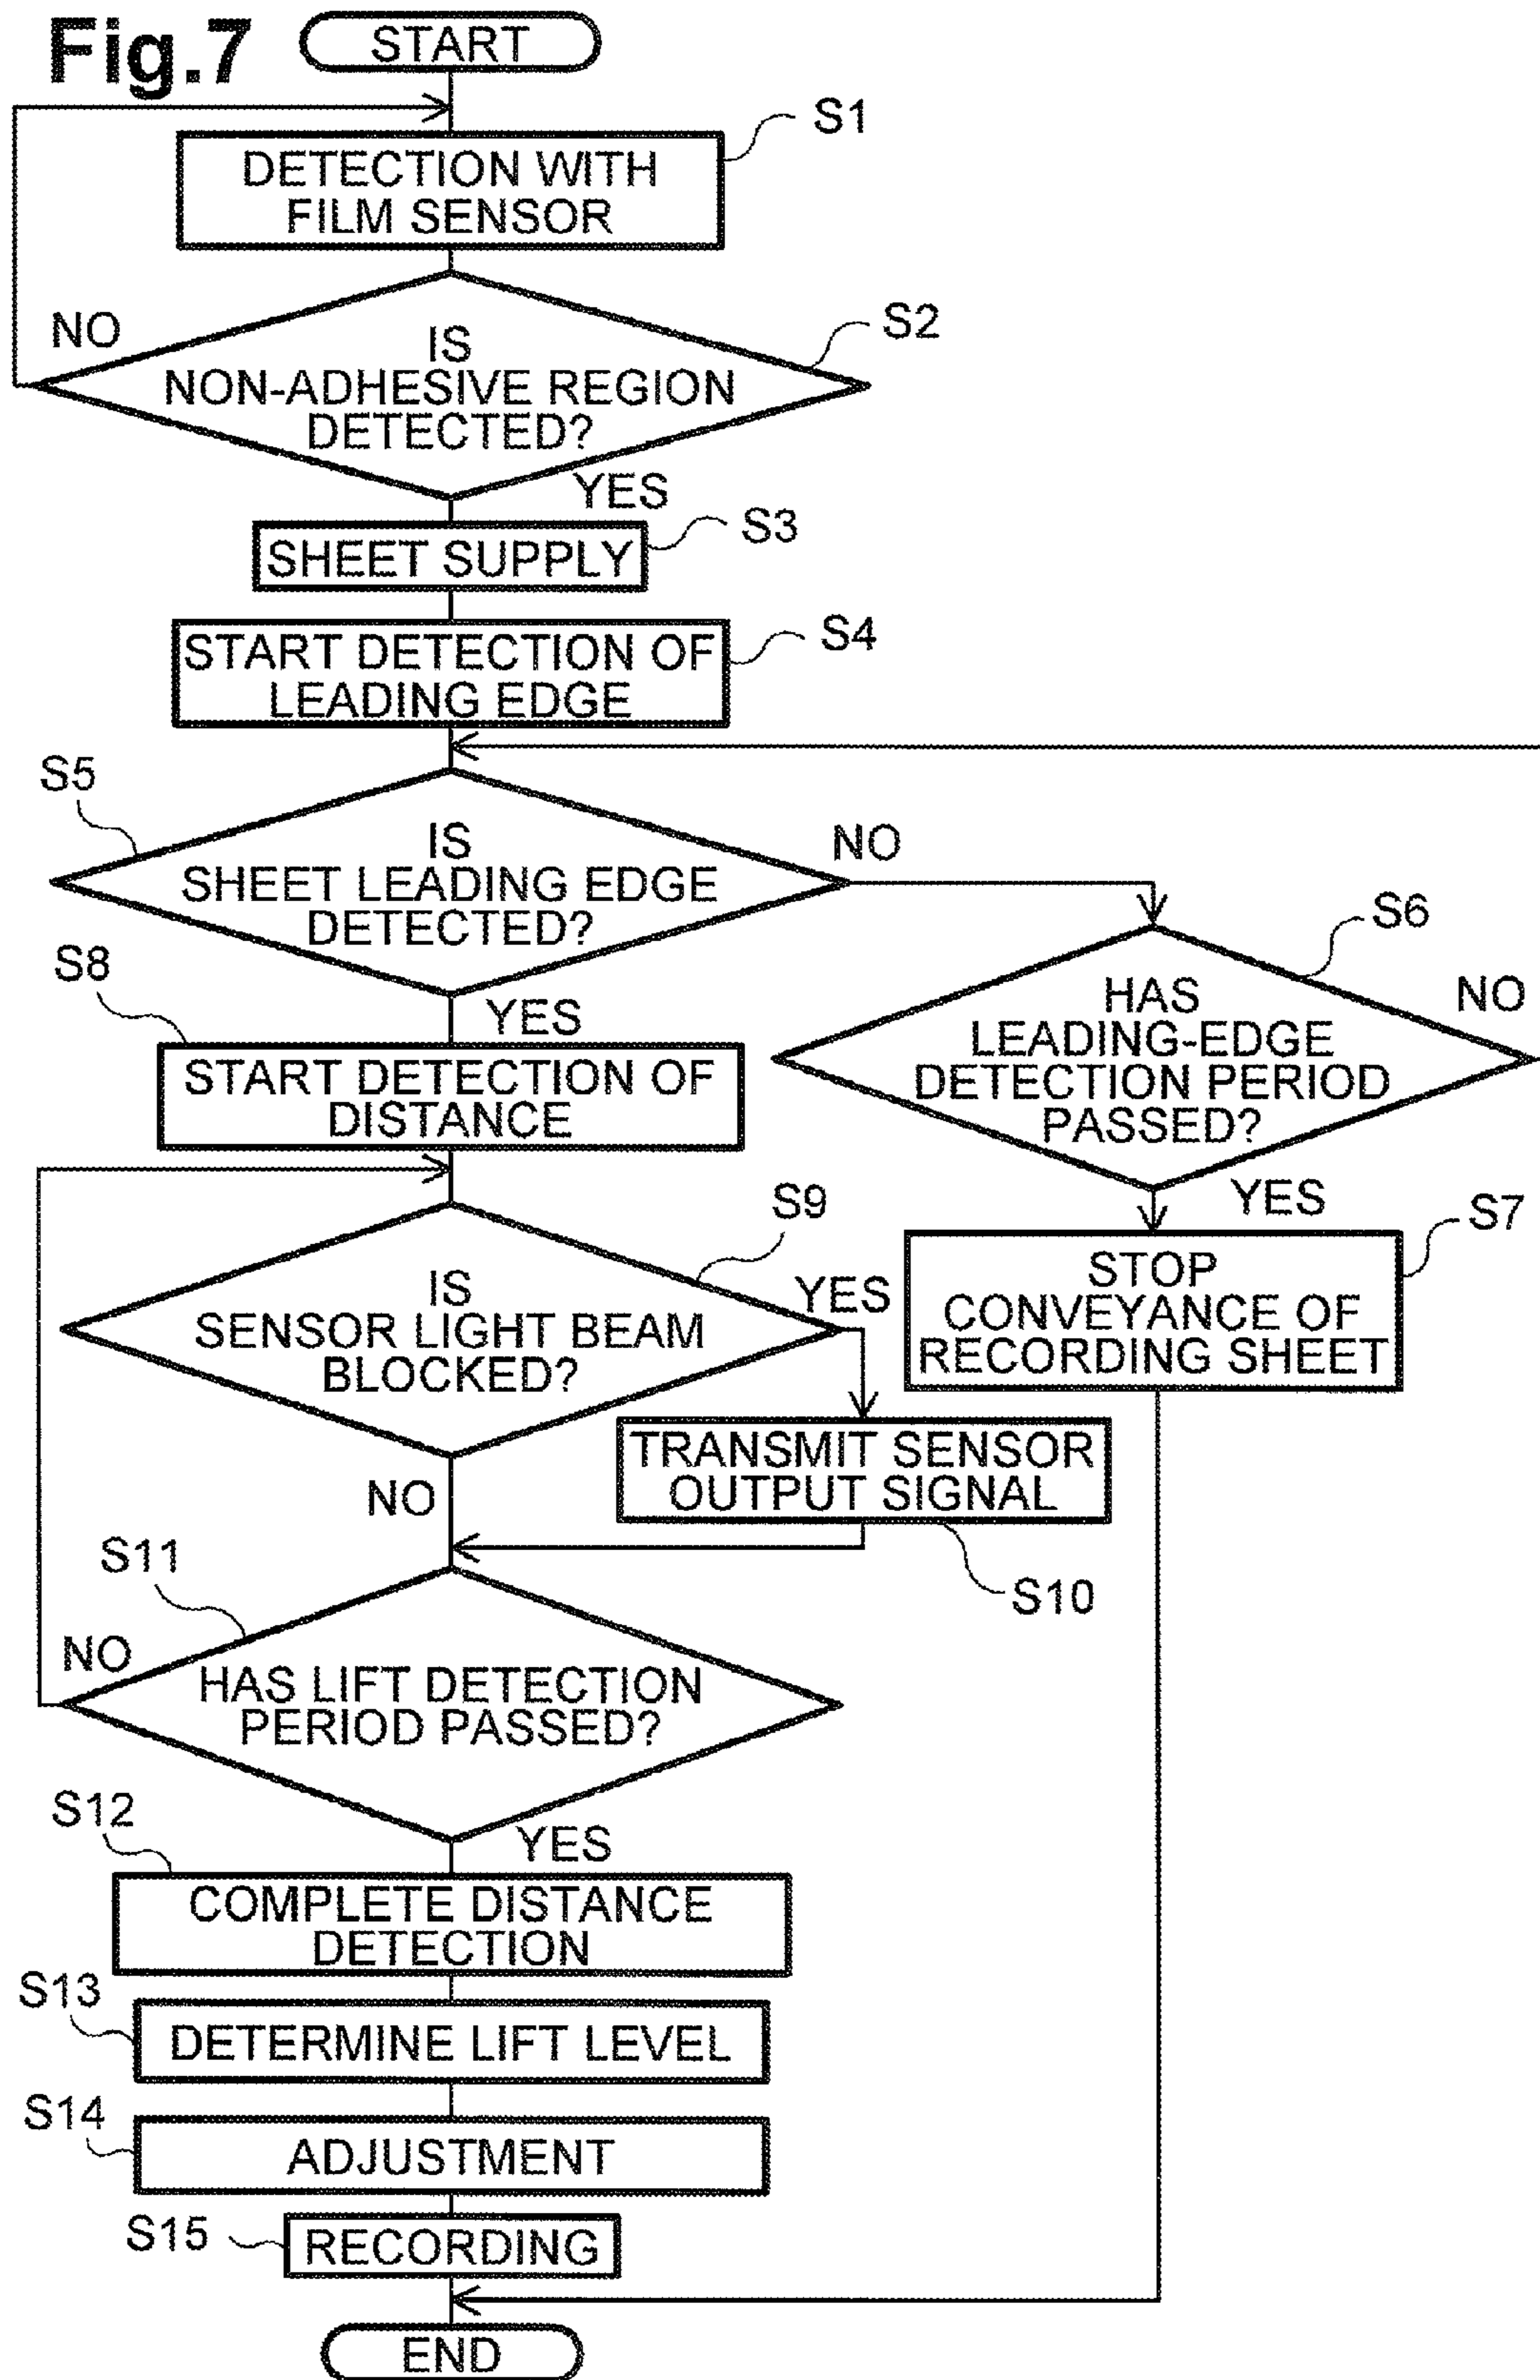 Fig.7
START
S1
DETECTION WITH
FILM SENSOR
S2
NO
IS
NON-ADHESIVE REGION
DETECTED?
YES
S3
SHEET SUPPLY
S4
START DETECTION OF
LEADING EDGE
S5
IS
SHEET LEADING EDGE
DETECTED?
NO
S6
HAS
LEADING-EDGE
DETECTION PERIOD
PASSED?
NO
YES
S7
STOP
CONVEYANCE OF
RECORDING SHEET
S8
YES
START DETECTION OF
DISTANCE
S9
IS
SENSOR LIGHT BEAM
BLOCKED?
YES
TRANSMIT SENSOR
OUTPUT SIGNAL
S10
NO
S11
NO
HAS LIFT DETECTION
PERIOD PASSED?
YES
S12
COMPLETE DISTANCE
DETECTION
S13
DETERMINE LIFT LEVEL
S14
ADJUSTMENT
S15
RECORDING
END